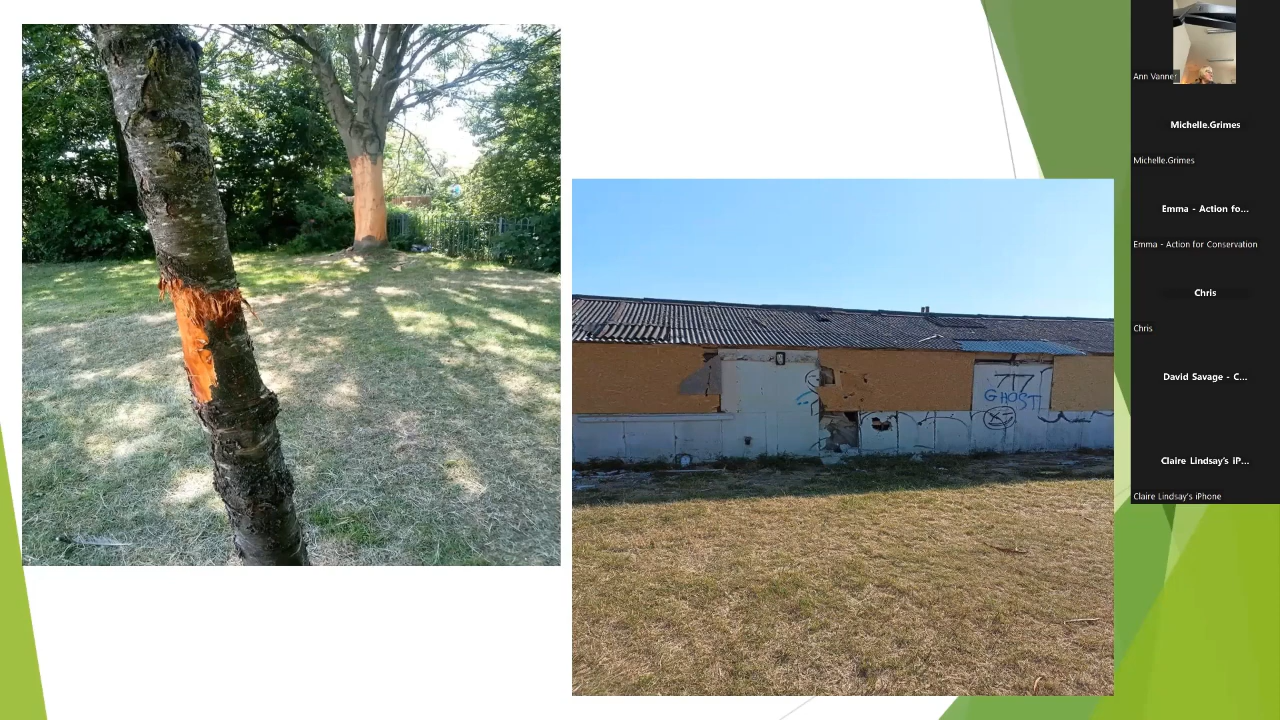 GHOST
Ann Vanner
Michelle.Grimes
Michelle.Grimes
Emma - Action fo...
Emma - Action for Conservation
Chris
Chris
David Savage - C...
Claire Lindsay's iP...
Claire Lindsay's iPhone